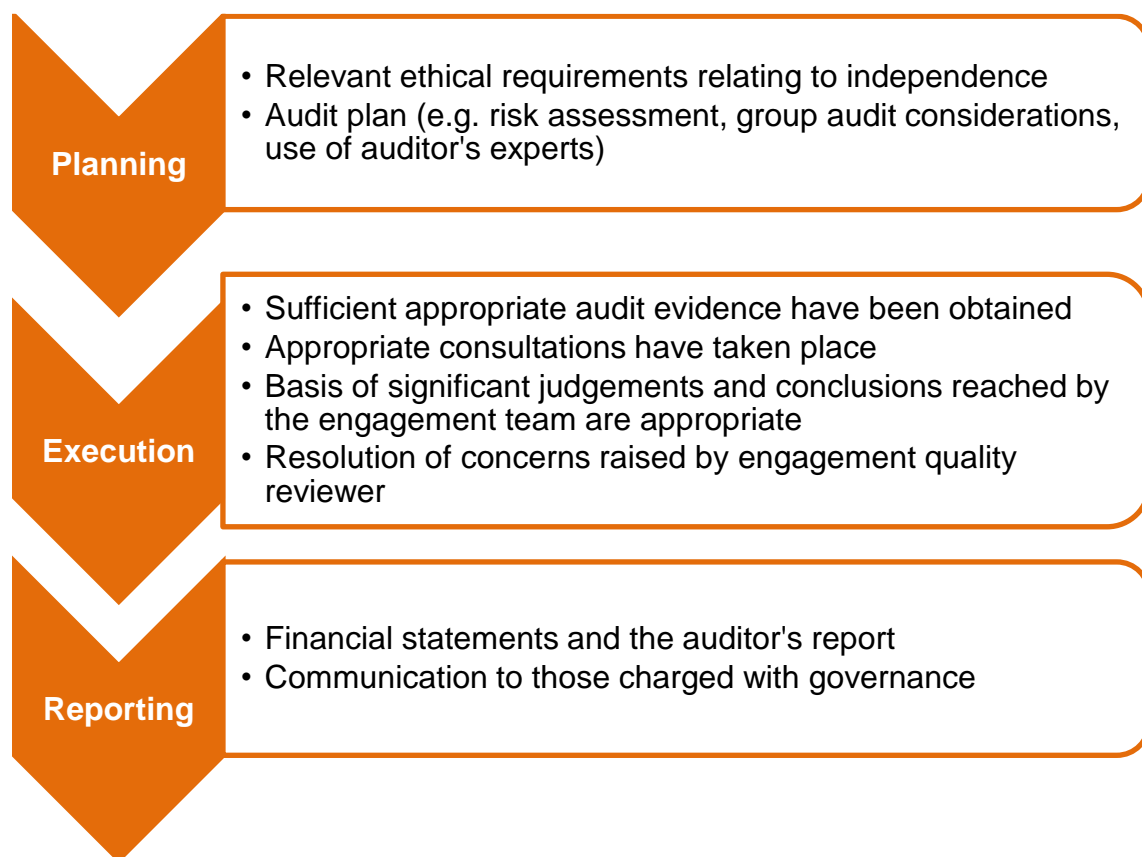 Planning
• Relevant ethical requirements relating to independence
• Audit plan (e.g. risk assessment, group audit considerations,
use of auditor's experts)
Execution
• Sufficient appropriate audit evidence have been obtained
• Appropriate consultations have taken place
• Basis of significant judgements and conclusions reached by
the engagement team are appropriate
• Resolution of concerns raised by engagement quality
reviewer
Reporting
• Financial statements and the auditor's report
• Communication to those charged with governance